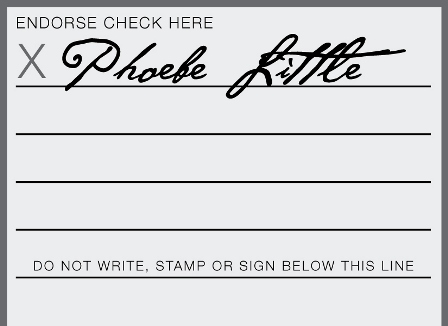 ENDORSE CHECK HERE
X Phoebe Little
DO NOT WRITE, STAMP OR SIGN BELOW THIS LINE